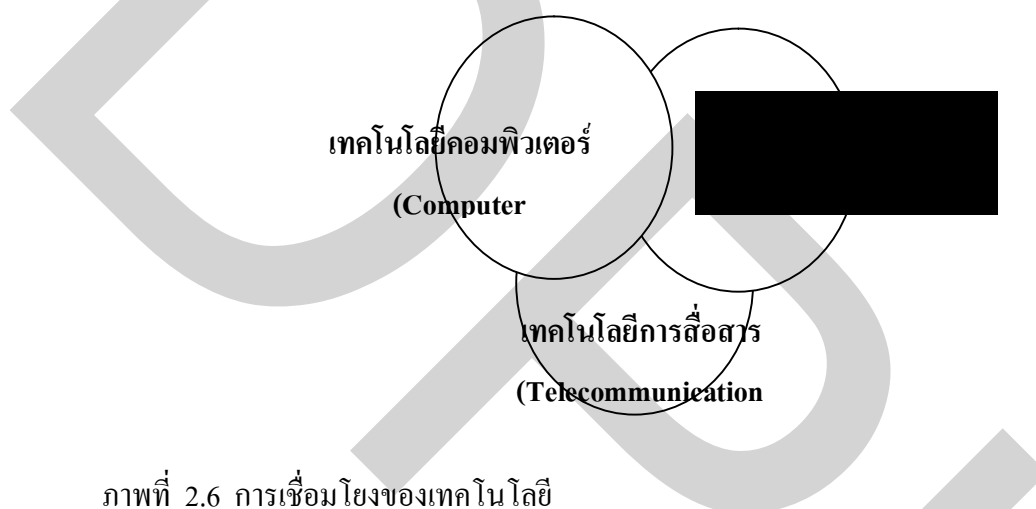 เทคโนโลยีคอมพิวเตอร์
(Computer
เทคโนโลยีการสื่อสาร
(Telecommunication
ภาพที่ 2.6 การเชื่อมโยงของเทคโนโลยี